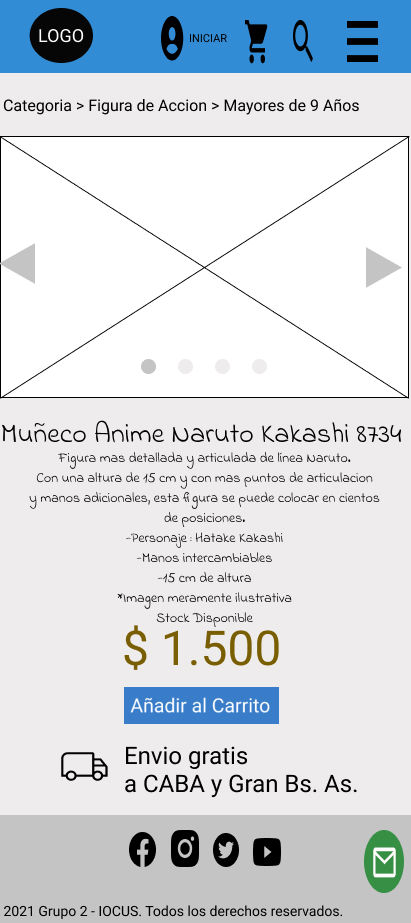 LOGO
INICIAR
Categoria > Figura de Accion > Mayores de 9 Años
Muñeco Anime Naruto Kakashi 8734
Figura mas detallada y articulada de línea Naruto.
Con una altura de 15 cm y con mas puntos de articulacion
y manos adicionales, esta figura se puede colocar en cientos
de posiciones.
-Personaje : Hatake Kakashi
-Manos intercambiables
-15 cm de altura
*Imagen meramente ilustrativa
Stock Disponible
$ 1.500
Añadir al Carrito
Envio gratis
a CABA y Gran Bs. As.
2021 Grupo 2 - IOCUS. Todos los derechos reservados.